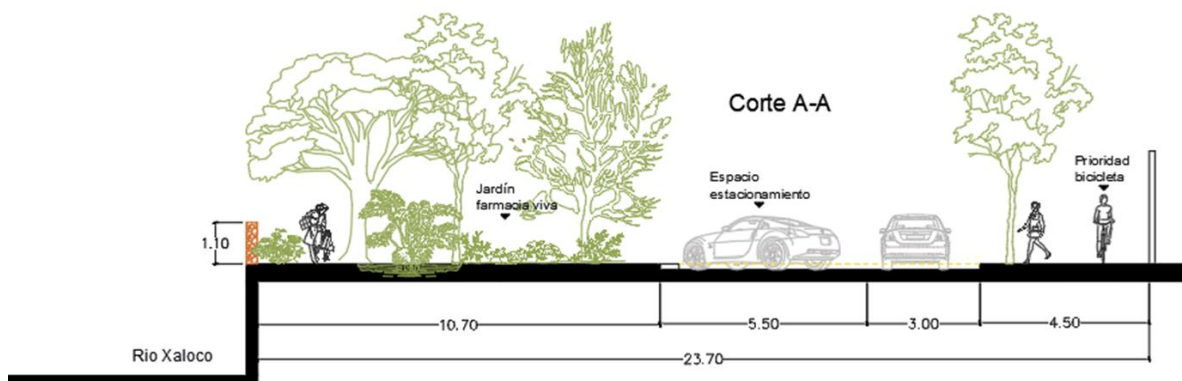 Corte A-A
Prioridad
bicicleta
Espacio
estacionamiento
Jardín
farmacia viva
1.10
10.70
5.50
3.00
4.50
Rio Xaloco
23.70